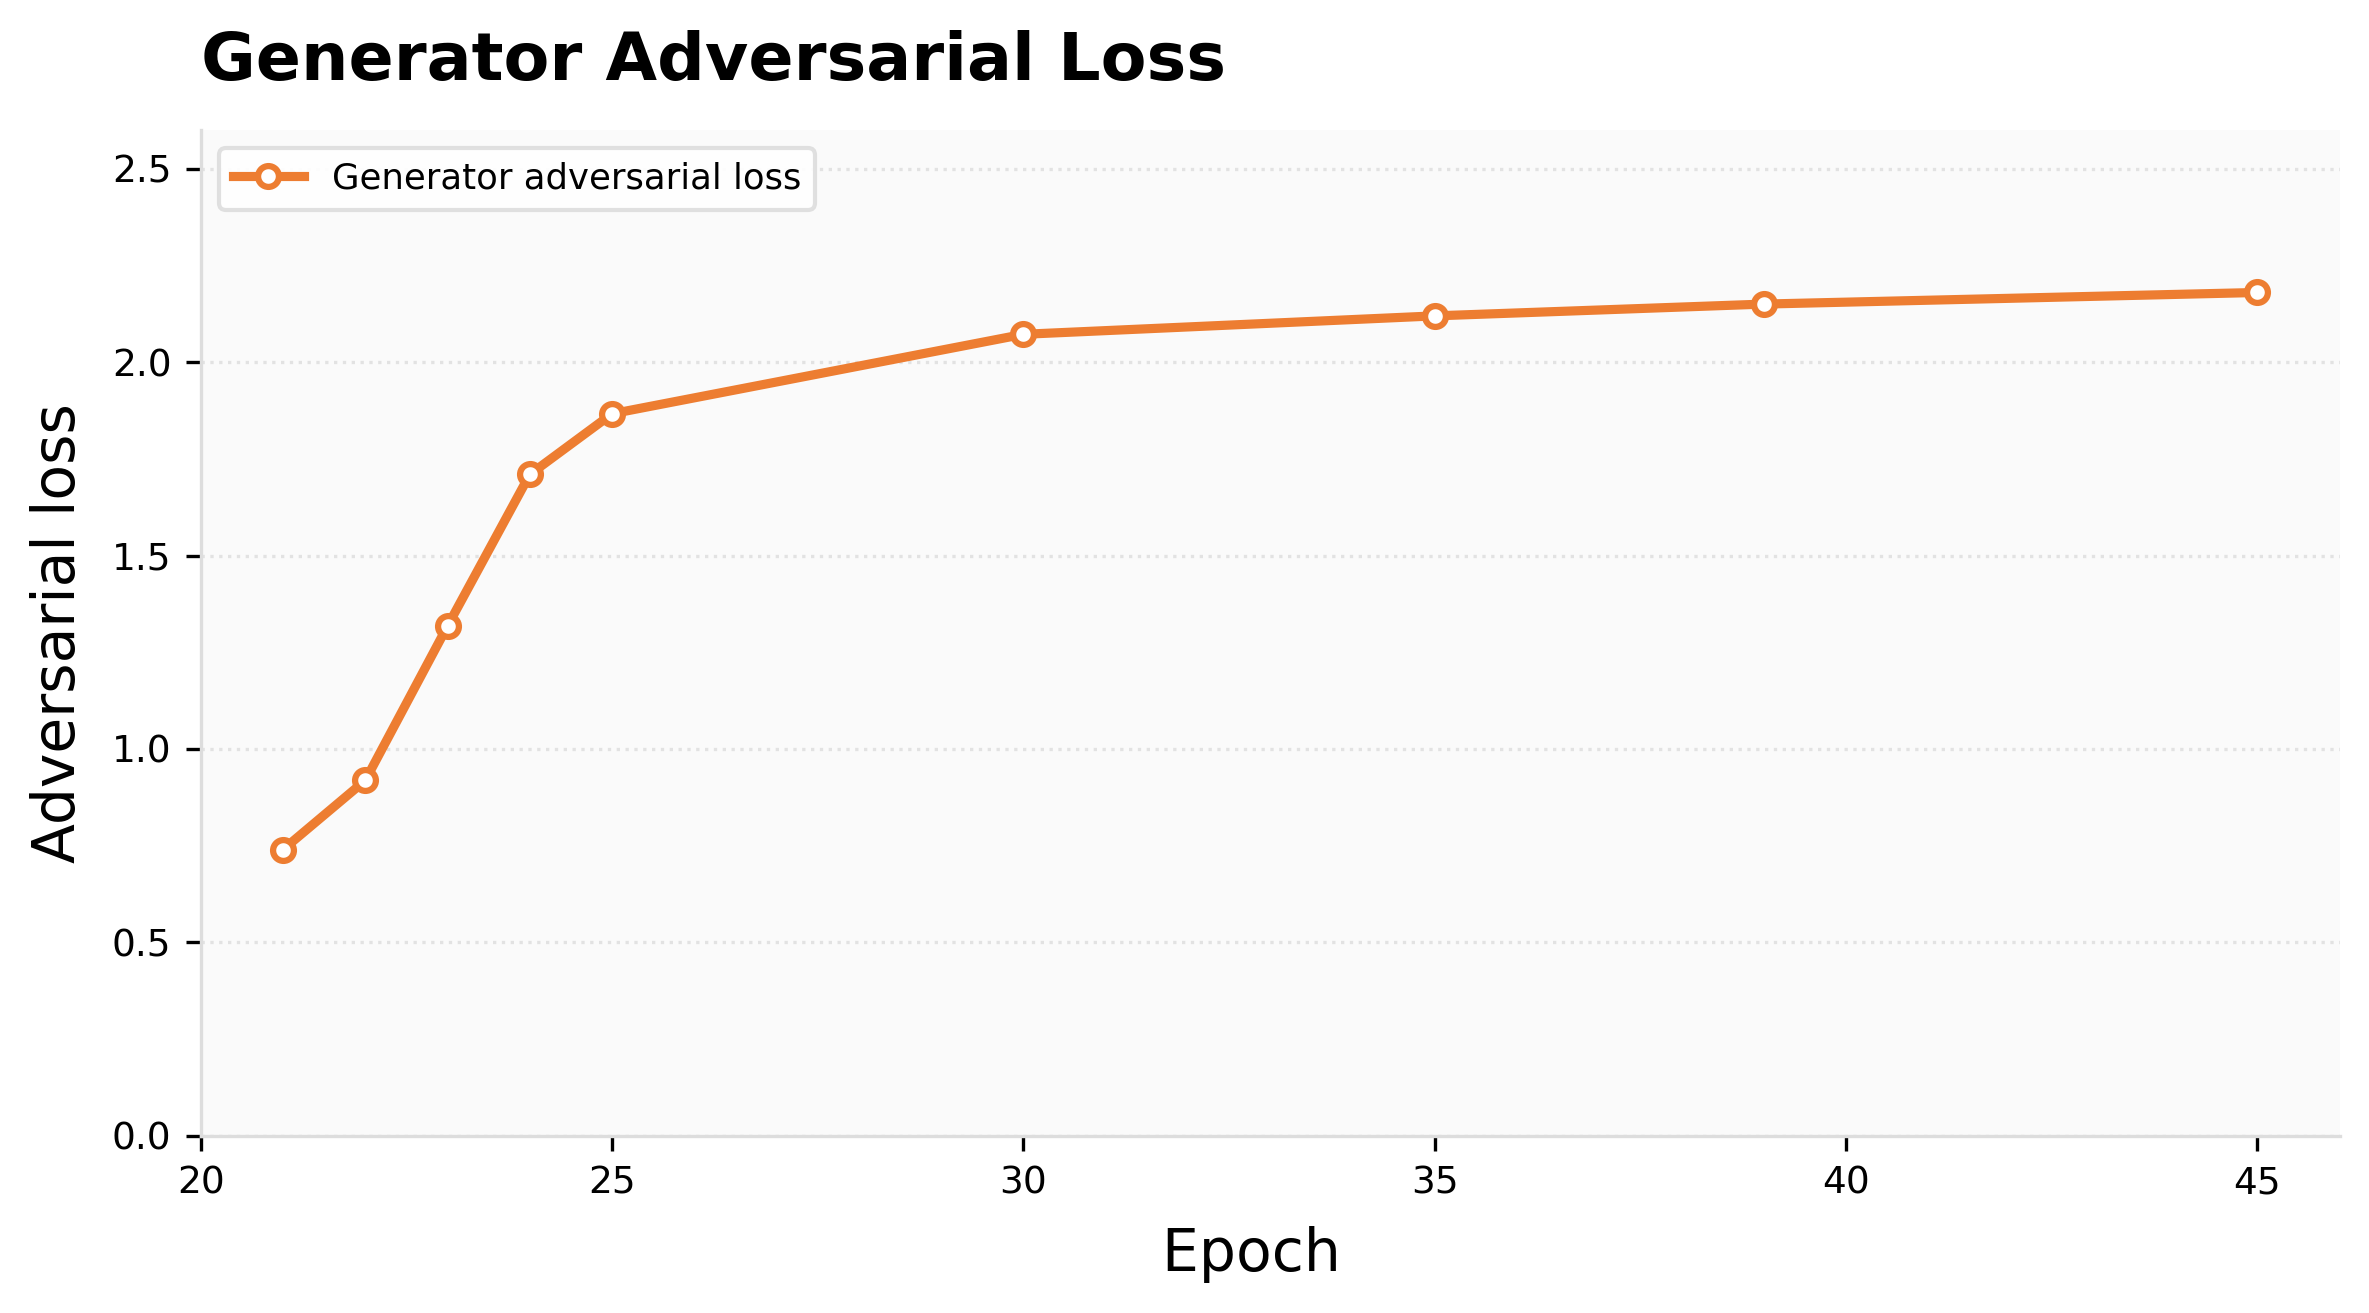 Generator Adversarial Loss
Generator adversarial loss
Adversarial loss
2.5
2.0
1.5
1.0
0.5
0.0
20 25 30 35 40 45
Epoch